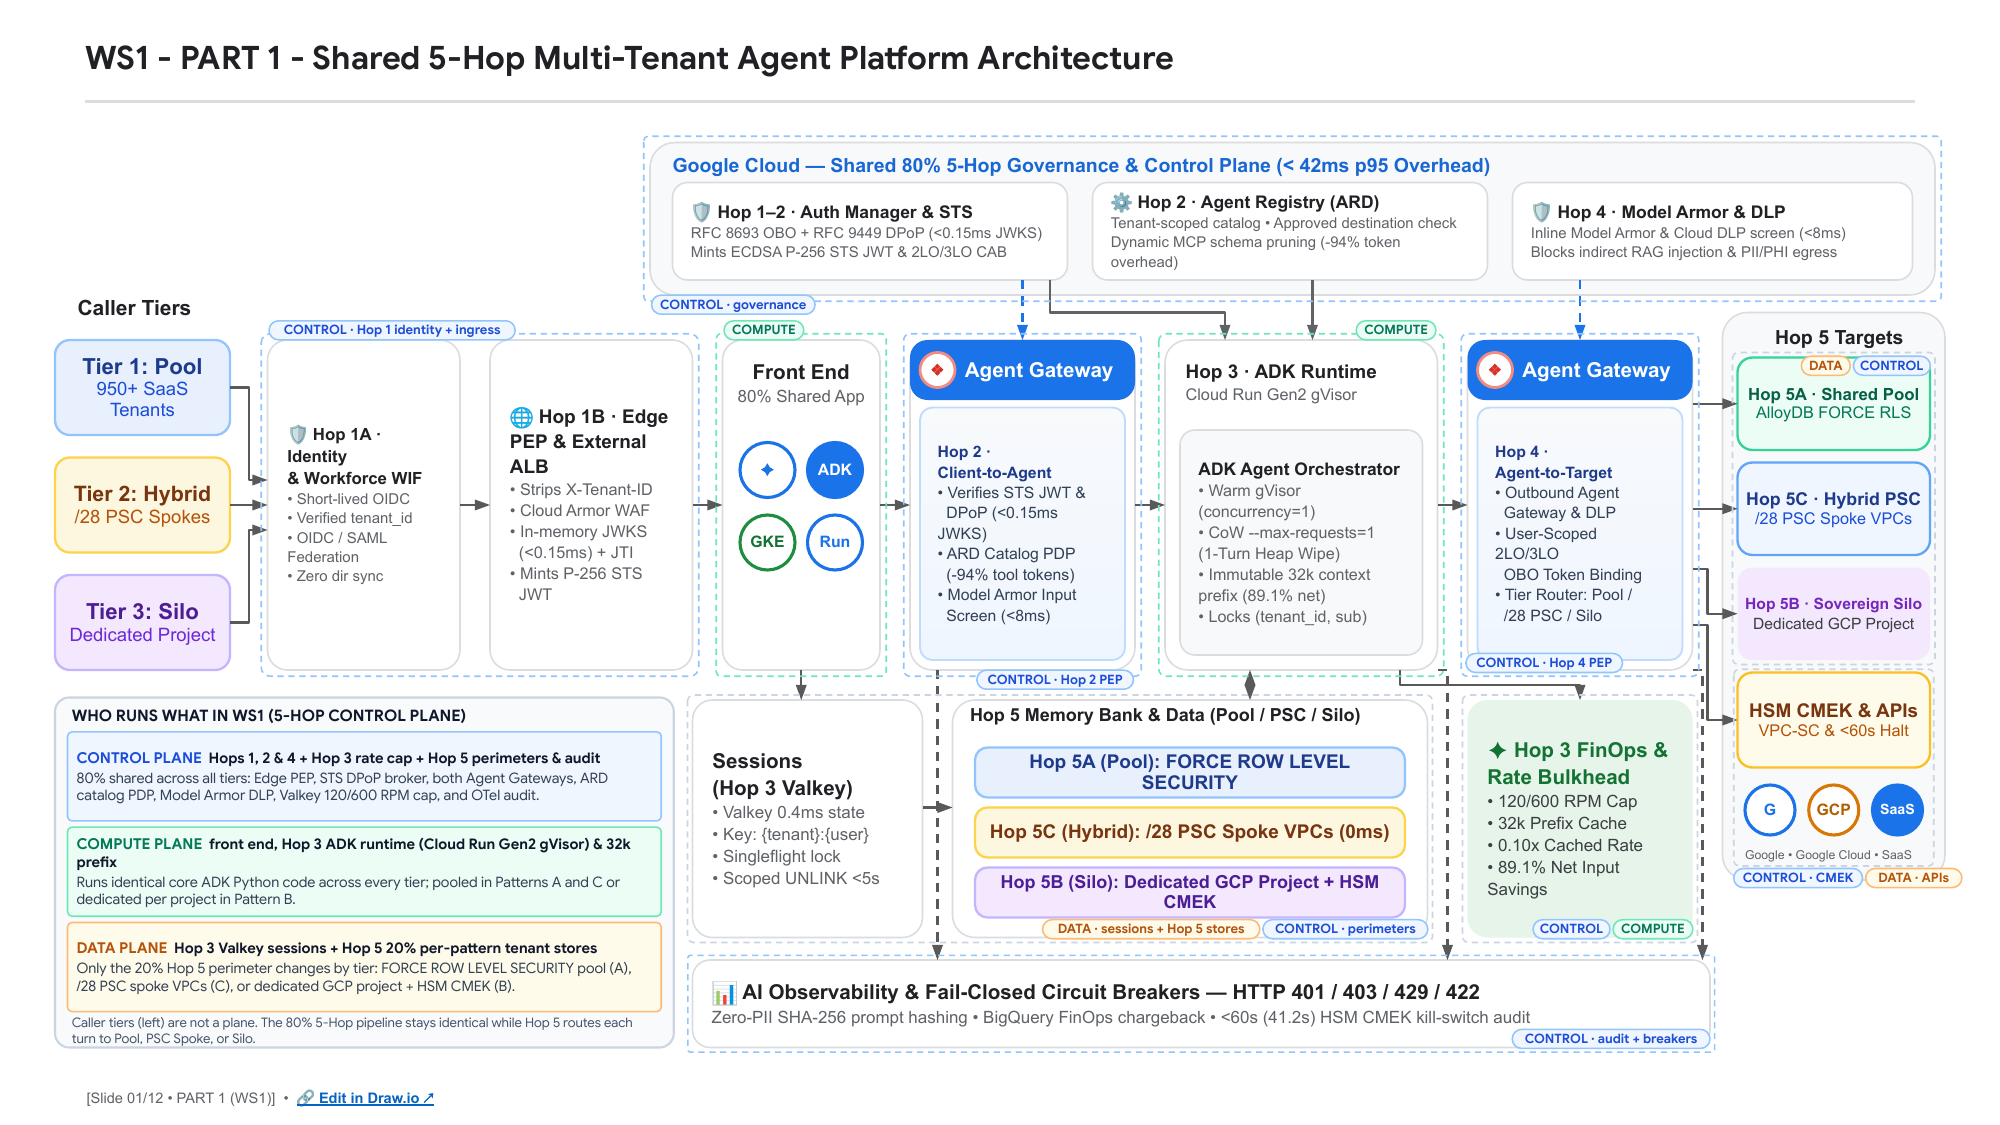 WS1 - PART 1 - Shared 5-Hop Multi-Tenant Agent Platform Architecture
Google Cloud — Shared 80% 5-Hop Governance & Control Plane (< 42ms p95 Overhead)
Hop 1–2 · Auth Manager & STS
RFC 8693 OBO + RFC 9449 DPoP (<0.15ms JWKS)
Mints ECDSA P-256 STS JWT & 2LO/3LO CAB
Hop 2 · Agent Registry (ARD)
Tenant-scoped catalog • Approved destination check
Dynamic MCP schema pruning (-94% token
overhead)
Hop 4 · Model Armor & DLP
Inline Model Armor & Cloud DLP screen (<8ms)
Blocks indirect RAG injection & PII/PHI egress
CONTROL · governance
Caller Tiers
Tier 1: Pool
950+ SaaS
Tenants
Tier 2: Hybrid
/28 PSC Spokes
Tier 3: Silo
Dedicated Project
CONTROL · Hop 1 identity + ingress
Hop 1A ·
Identity
& Workforce WIF
• Short-lived OIDC
• Verified tenant_id
• OIDC / SAML
Federation
• Zero dir sync
Hop 1B · Edge
PEP & External
ALB
• Strips X-Tenant-ID
• Cloud Armor WAF
• In-memory JWKS
(<0.15ms) + JTI
• Mints P-256 STS
JWT
COMPUTE
Front End
80% Shared App
ADK
GKE
Run
Agent Gateway
Hop 2 ·
Client-to-Agent
• Verifies STS JWT &
DPoP (<0.15ms
JWKS)
• ARD Catalog PDP
(-94% tool tokens)
• Model Armor Input
Screen (<8ms)
CONTROL · Hop 2 PEP
COMPUTE
Hop 3 · ADK Runtime
Cloud Run Gen2 gVisor
ADK Agent Orchestrator
• Warm gVisor
(concurrency=1)
• CoW --max-requests=1
(1-Turn Heap Wipe)
• Immutable 32k context
prefix (89.1% net)
• Locks (tenant_id, sub)
Agent Gateway
Hop 4 ·
Agent-to-Target
• Outbound Agent
Gateway & DLP
• User-Scoped
2LO/3LO
OBO Token Binding
• Tier Router: Pool /
/28 PSC / Silo
CONTROL · Hop 4 PEP
Hop 5 Targets
DATA
CONTROL
Hop 5A · Shared Pool
AlloyDB FORCE RLS
Hop 5C · Hybrid PSC
/28 PSC Spoke VPCs
Hop 5B · Sovereign Silo
Dedicated GCP Project
HSM CMEK & APIs
VPC-SC & <60s Halt
G
GCP
SaaS
Google • Google Cloud • SaaS
CONTROL · CMEK
DATA · APIs
WHO RUNS WHAT IN WS1 (5-HOP CONTROL PLANE)
CONTROL PLANE Hops 1, 2 & 4 + Hop 3 rate cap + Hop 5 perimeters & audit
80% shared across all tiers: Edge PEP, STS DPoP broker, both Agent Gateways, ARD
catalog PDP, Model Armor DLP, Valkey 120/600 RPM cap, and OTel audit.
COMPUTE PLANE front end, Hop 3 ADK runtime (Cloud Run Gen2 gVisor) & 32k
prefix
Runs identical core ADK Python code across every tier; pooled in Patterns A and C or
dedicated per project in Pattern B.
DATA PLANE Hop 3 Valkey sessions + Hop 5 20% per-pattern tenant stores
Only the 20% Hop 5 perimeter changes by tier: FORCE ROW LEVEL SECURITY pool (A),
/28 PSC spoke VPCs (C), or dedicated GCP project + HSM CMEK (B).
Caller tiers (left) are not a plane. The 80% 5-Hop pipeline stays identical while Hop 5 routes each
turn to Pool, PSC Spoke, or Silo.
Sessions
(Hop 3 Valkey)
• Valkey 0.4ms state
• Key: {tenant}:{user}
• Singleflight lock
• Scoped UNLINK <5s
Hop 5 Memory Bank & Data (Pool / PSC / Silo)
Hop 5A (Pool): FORCE ROW LEVEL
SECURITY
Hop 5C (Hybrid): /28 PSC Spoke VPCs (0ms)
Hop 5B (Silo): Dedicated GCP Project + HSM
CMEK
DATA · sessions + Hop 5 stores
CONTROL · perimeters
Hop 3 FinOps &
Rate Bulkhead
• 120/600 RPM Cap
• 32k Prefix Cache
• 0.10x Cached Rate
• 89.1% Net Input
Savings
CONTROL
COMPUTE
AI Observability & Fail-Closed Circuit Breakers — HTTP 401 / 403 / 429 / 422
Zero-PII SHA-256 prompt hashing • BigQuery FinOps chargeback • <60s (41.2s) HSM CMEK kill-switch audit
CONTROL · audit + breakers
[Slide 01/12 • PART 1 (WS1)] • Edit in Draw.io ↗